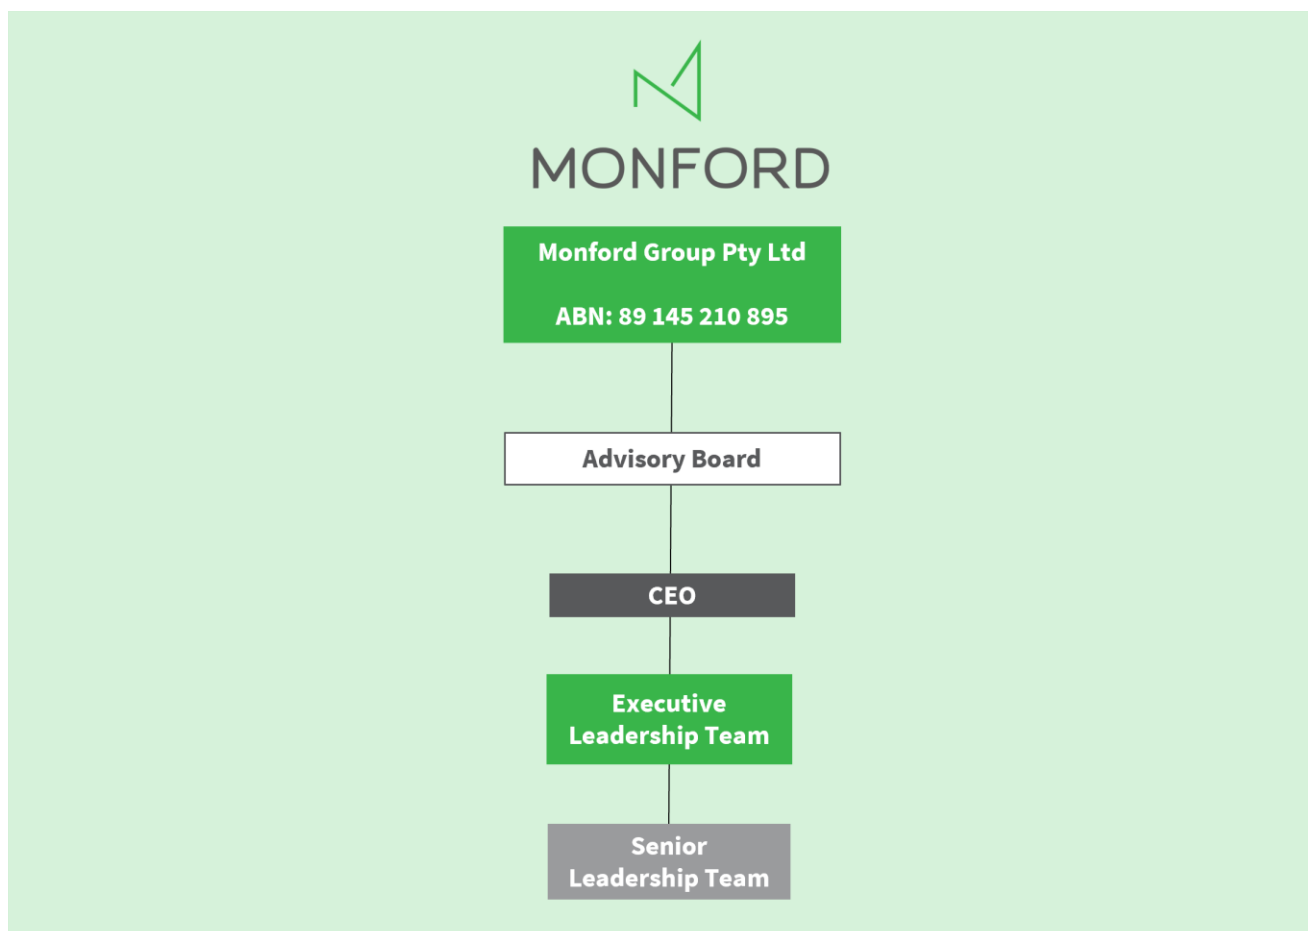 MONFORD
Monford Group Pty Ltd
ABN: 89 145 210 895
Advisory Board
CEO
Executive
Leadership Team
Senior
Leadership Team